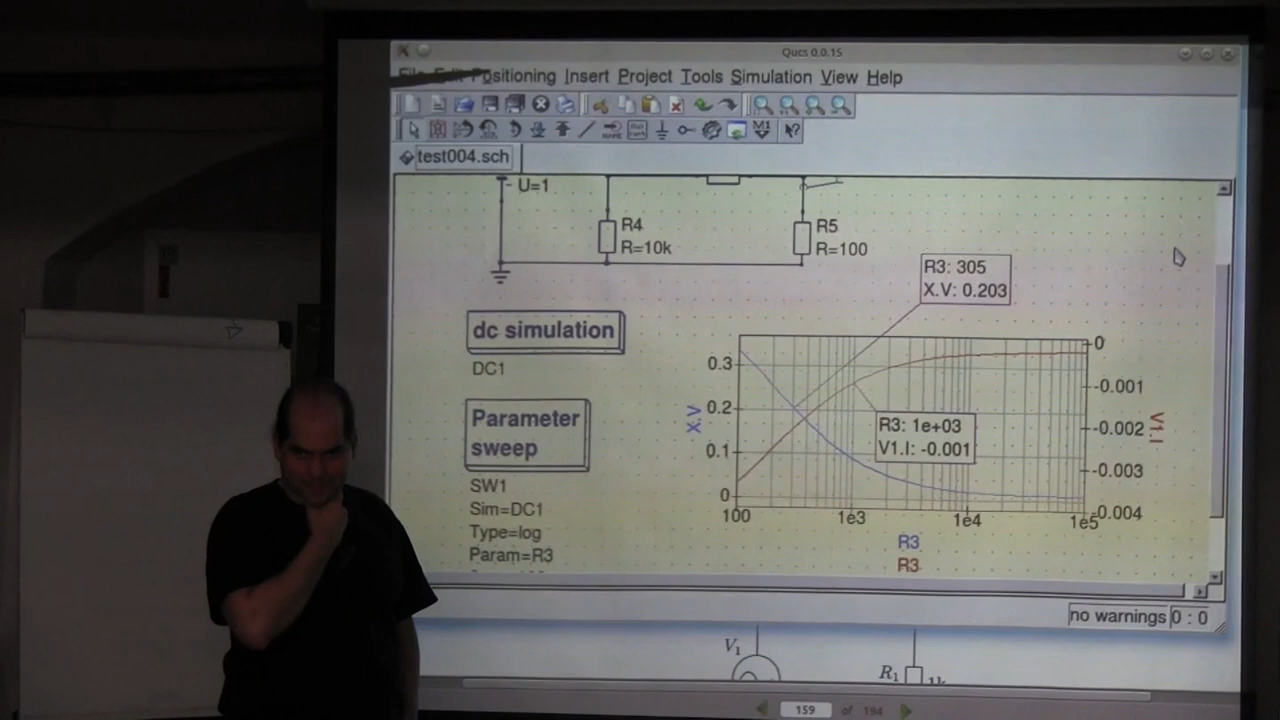 Qucs 0.0.15
File Edit Positioning Insert Project Tools Simulation View Help
test004.sch
U=1
R4
R=10k
R5
R=100
R3: 305
X.V: 0.203
dc simulation
DC1
Parameter
sweep
SW1
Sim=DC1
Type=log
Param=R3
X.V
0.3
0.2
0.1
0
100
1e3
1e4
1e5
R3
R3
R3: 1e+03
V1.I: -0.001
0
-0.001
-0.002
-0.003
-0.004
V1.I
no warnings 0 : 0
V1
R1
159 of 194